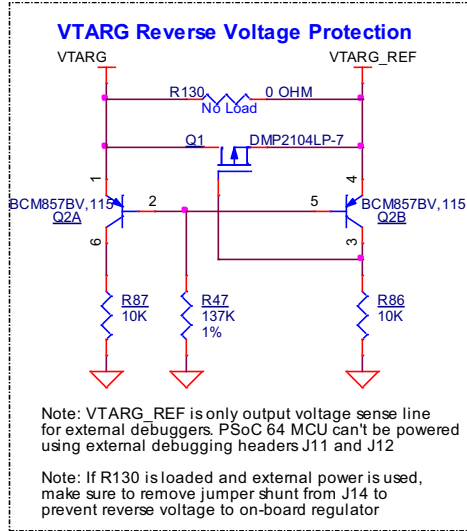 VTARG Reverse Voltage Protection
VTARG
VTARG_REF
R130
0 OHM
No Load
Q1
DMP2104LP-7
1
4
BCM857BV,115
Q2A
2
5
BCM857BV,115
Q2B
6
3
R87
10K
R47
137K
1%
R86
10K
Note: VTARG_REF is only output voltage sense line
for external debuggers. PSoC 64 MCU can't be powered
using external debugging headers J11 and J12
Note: If R130 is loaded and external power is used,
make sure to remove jumper shunt from J14 to
prevent reverse voltage to on-board regulator